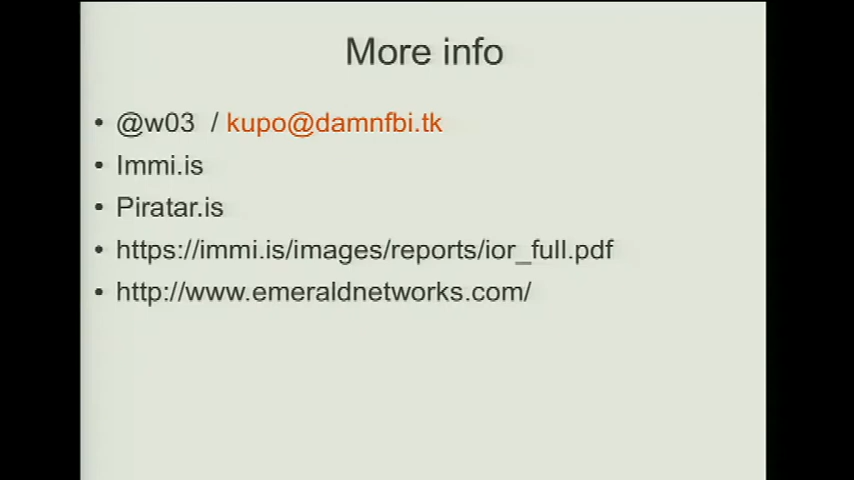 More info
• @w03 / kupo@damnfbi.tk
• Immi.is
• Piratar.is
• https://immi.is/images/reports/ior_full.pdf
• http://www.emeraldnetworks.com/